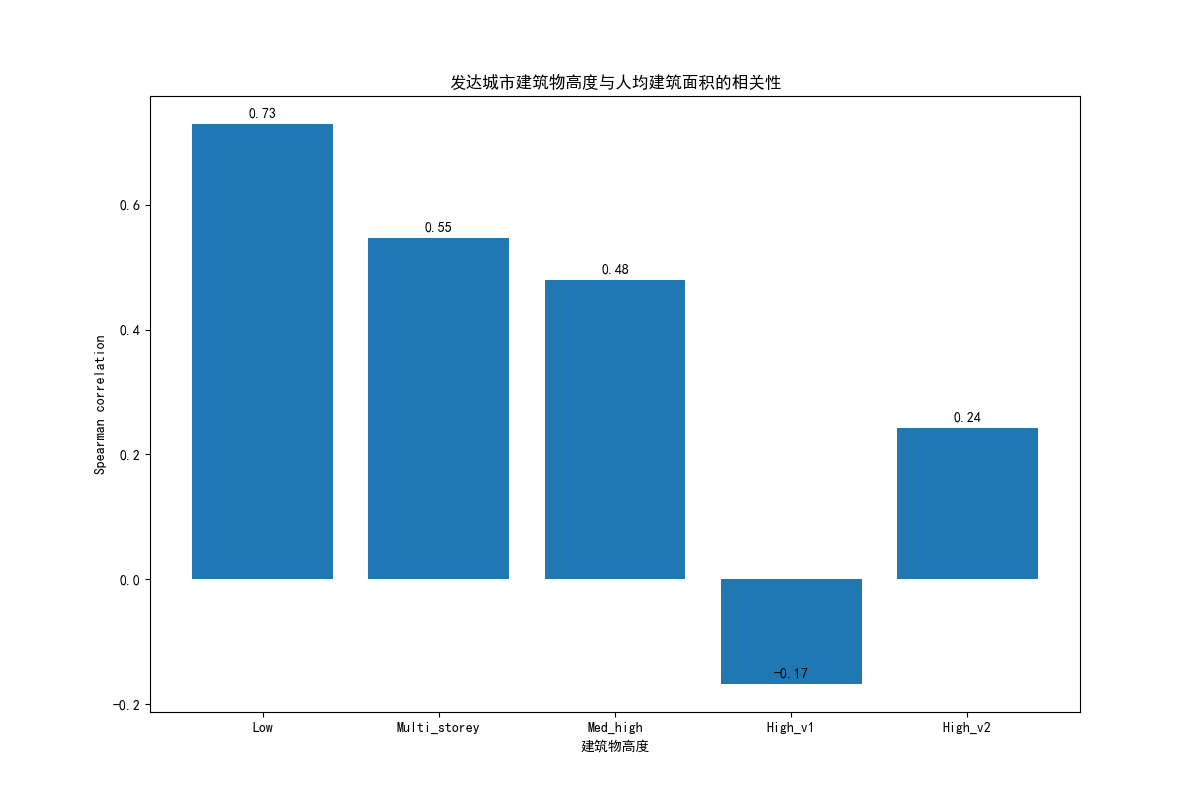 发达城市建筑物高度与人均建筑面积的相关性
0.73
0.55
0.48
-0.17
0.24
0.6
0.4
0.2
0.0
-0.2
Spearman correlation
Low
Multi_storey
Med_high
High_v1
High_v2
建筑物高度